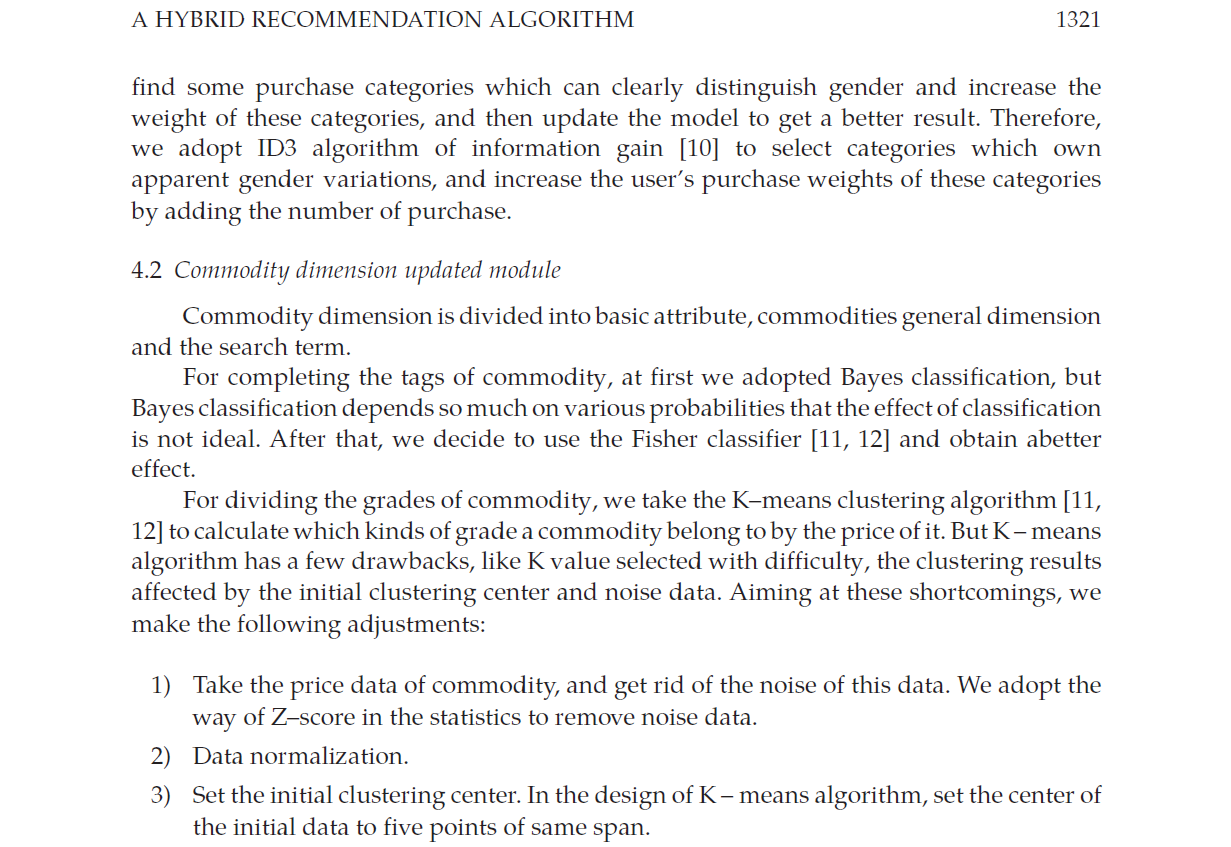 A HYBRID RECOMMENDATION ALGORITHM 1321
find some purchase categories which can clearly distinguish gender and increase the
weight of these categories, and then update the model to get a better result. Therefore,
we adopt ID3 algorithm of information gain [10] to select categories which own
apparent gender variations, and increase the user's purchase weights of these categories
by adding the number of purchase.
4.2 Commodity dimension updated module
Commodity dimension is divided into basic attribute, commodities general dimension
and the search term.
For completing the tags of commodity, at first we adopted Bayes classification, but
Bayes classification depends so much on various probabilities that the effect of classification
is not ideal. After that, we decide to use the Fisher classifier [11, 12] and obtain abetter
effect.
For dividing the grades of commodity, we take the K–means clustering algorithm [11,
12] to calculate which kinds of grade a commodity belong to by the price of it. But K – means
algorithm has a few drawbacks, like K value selected with difficulty, the clustering results
affected by the initial clustering center and noise data. Aiming at these shortcomings, we
make the following adjustments:
1) Take the price data of commodity, and get rid of the noise of this data. We adopt the
way of Z–score in the statistics to remove noise data.
2) Data normalization.
3) Set the initial clustering center. In the design of K – means algorithm, set the center of
the initial data to five points of same span.